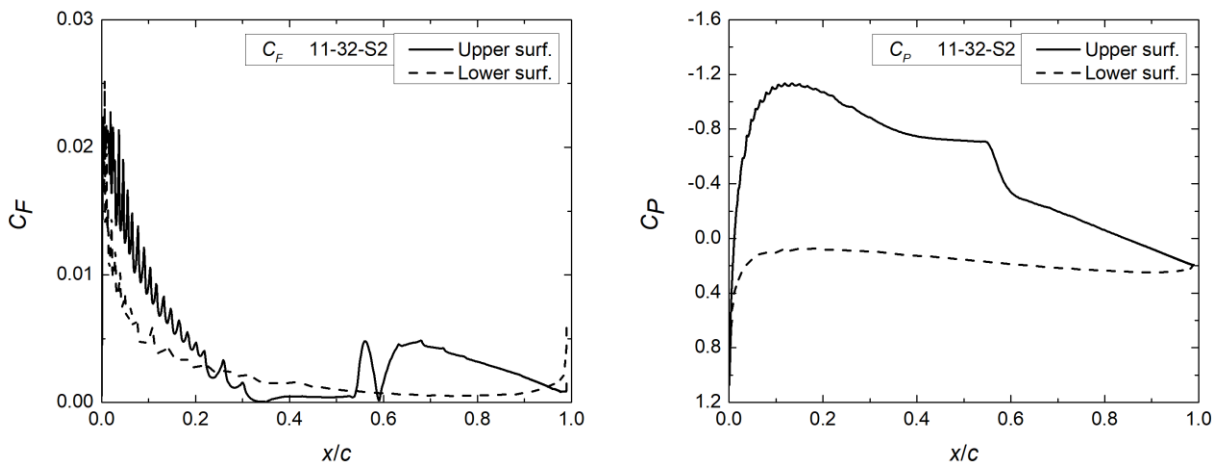 0.03
0.02
0.01
0.00
C_F
C_F 11-32-S2
Upper surf.
Lower surf.
0.0 0.2 0.4 0.6 0.8 1.0
x/c
-1.6
-1.2
-0.8
-0.4
0.0
0.4
0.8
1.2
C_P
C_P 11-32-S2
Upper surf.
Lower surf.
0.0 0.2 0.4 0.6 0.8 1.0
x/c